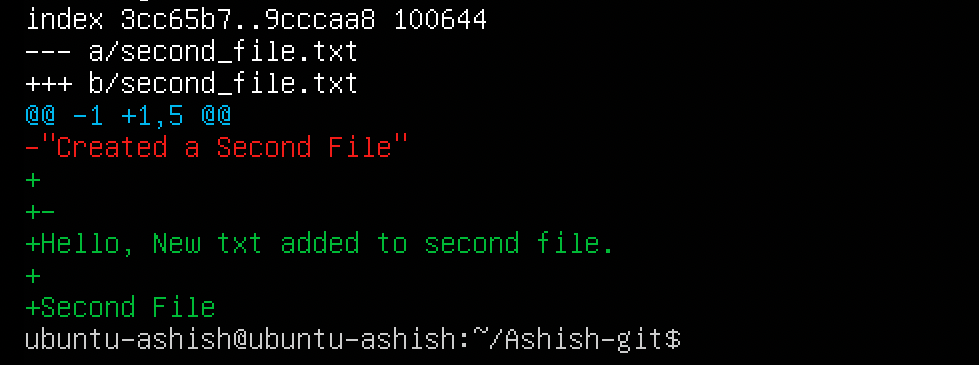 index 3cc65b7..9cccaa8 100644
--- a/second_file.txt
+++ b/second_file.txt
@@ -1 +1,5 @@
-"Created a Second File"
+
+-
+Hello, New txt added to second file.
+
+Second File
ubuntu-ashish@ubuntu-ashish:~/Ashish-git$